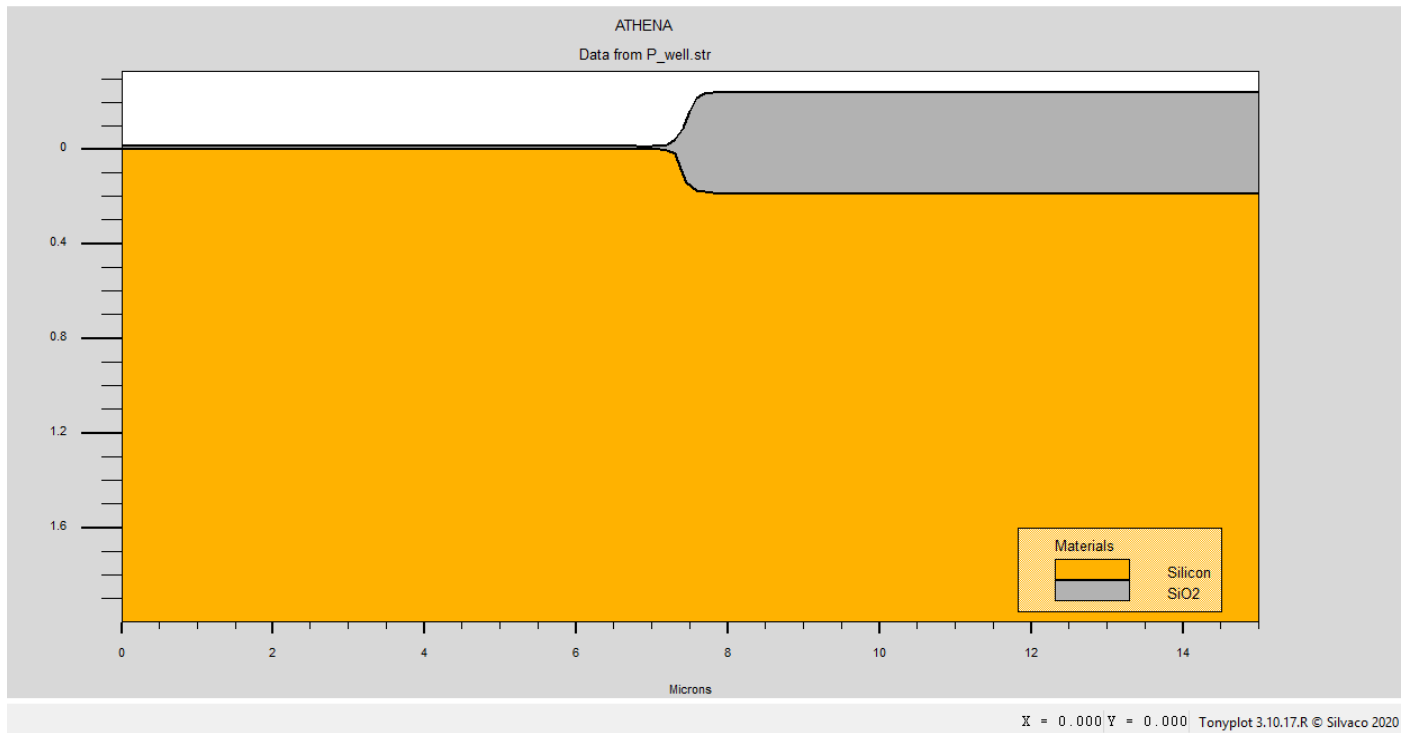 ATHENA
Data from P_well.str
0
0.4
0.8
1.2
1.6
Materials
Silicon
SiO2
0 2 4 6 8 10 12 14
Microns
X = 0.000 Y = 0.000 Tonyplot 3.10.17.R © Silvaco 2020